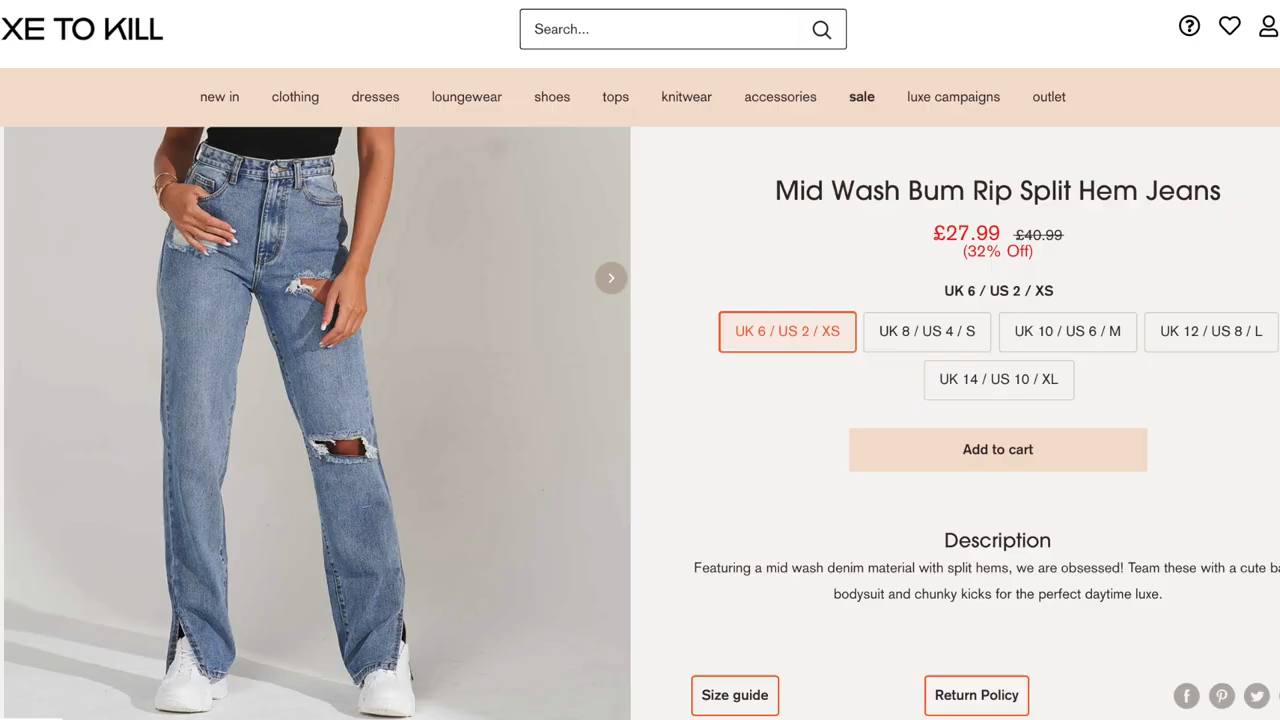 XE TO KILL
Search...
new in clothing dresses loungewear shoes tops knitwear accessories sale luxe campaigns outlet
Mid Wash Bum Rip Split Hem Jeans
£27.99 £40.99
(32% Off)
UK 6 / US 2 / XS
UK 6 / US 2 / XS UK 8 / US 4 / S UK 10 / US 6 / M UK 12 / US 8 / L
UK 14 / US 10 / XL
Add to cart
Description
Featuring a mid wash denim material with split hems, we are obsessed! Team these with a cute
bodysuit and chunky kicks for the perfect daytime luxe.
Size guide Return Policy